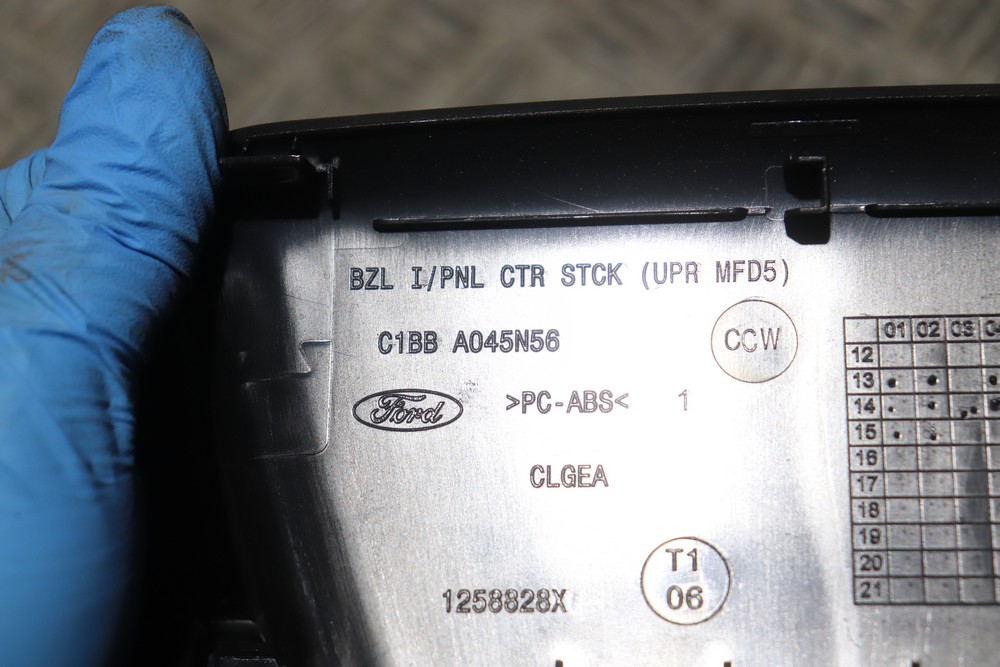 BZL I/PNL CTR STCK (UPR MFD5)
C1BB A045N56
CCW
Ford
>PC-ABS< 1
CLGEA
1258828X
T1
06
01 02 03
12
13
14
15
16
17
18
19
20
21